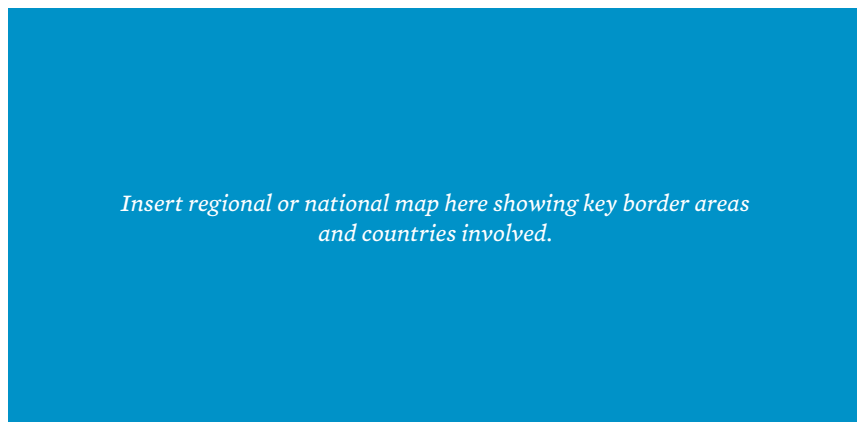 Insert regional or national map here showing key border areas
and countries involved.